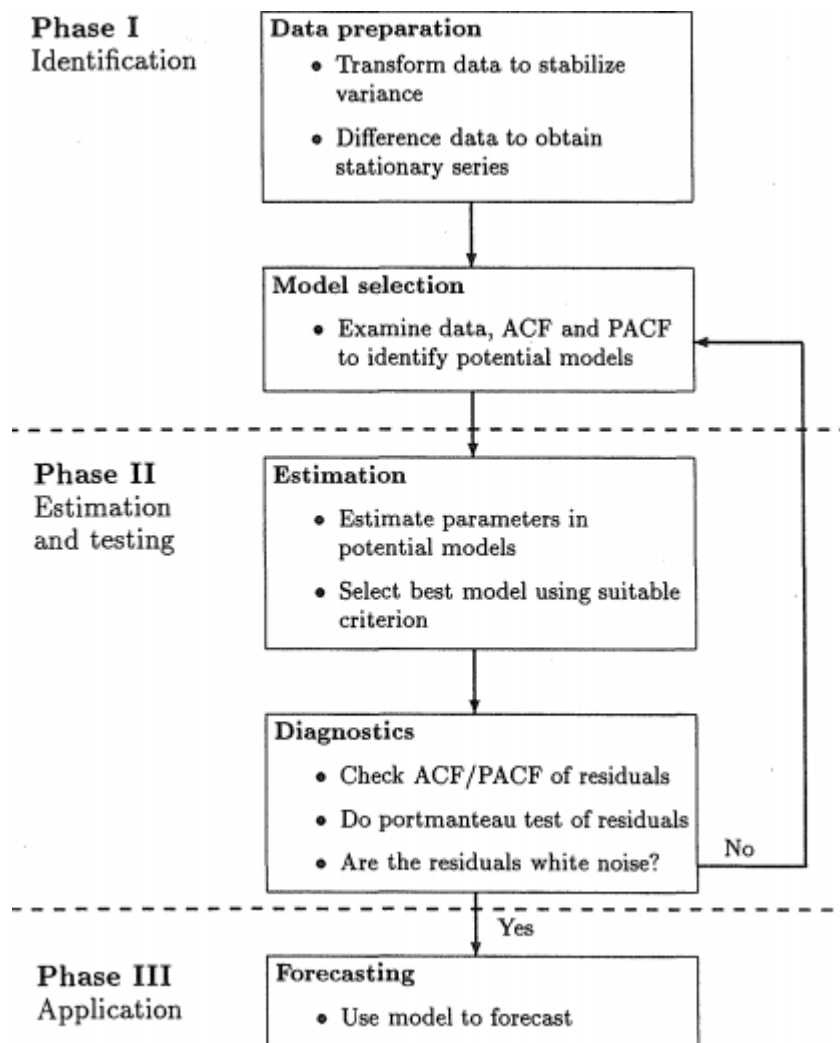 Phase I
Identification
Data preparation
• Transform data to stabilize
variance
• Difference data to obtain
stationary series
Model selection
• Examine data, ACF and PACF
to identify potential models
Phase II
Estimation
and testing
Estimation
• Estimate parameters in
potential models
• Select best model using suitable
criterion
Diagnostics
• Check ACF/PACF of residuals
• Do portmanteau test of residuals
• Are the residuals white noise?
No
Yes
Phase III
Application
Forecasting
• Use model to forecast